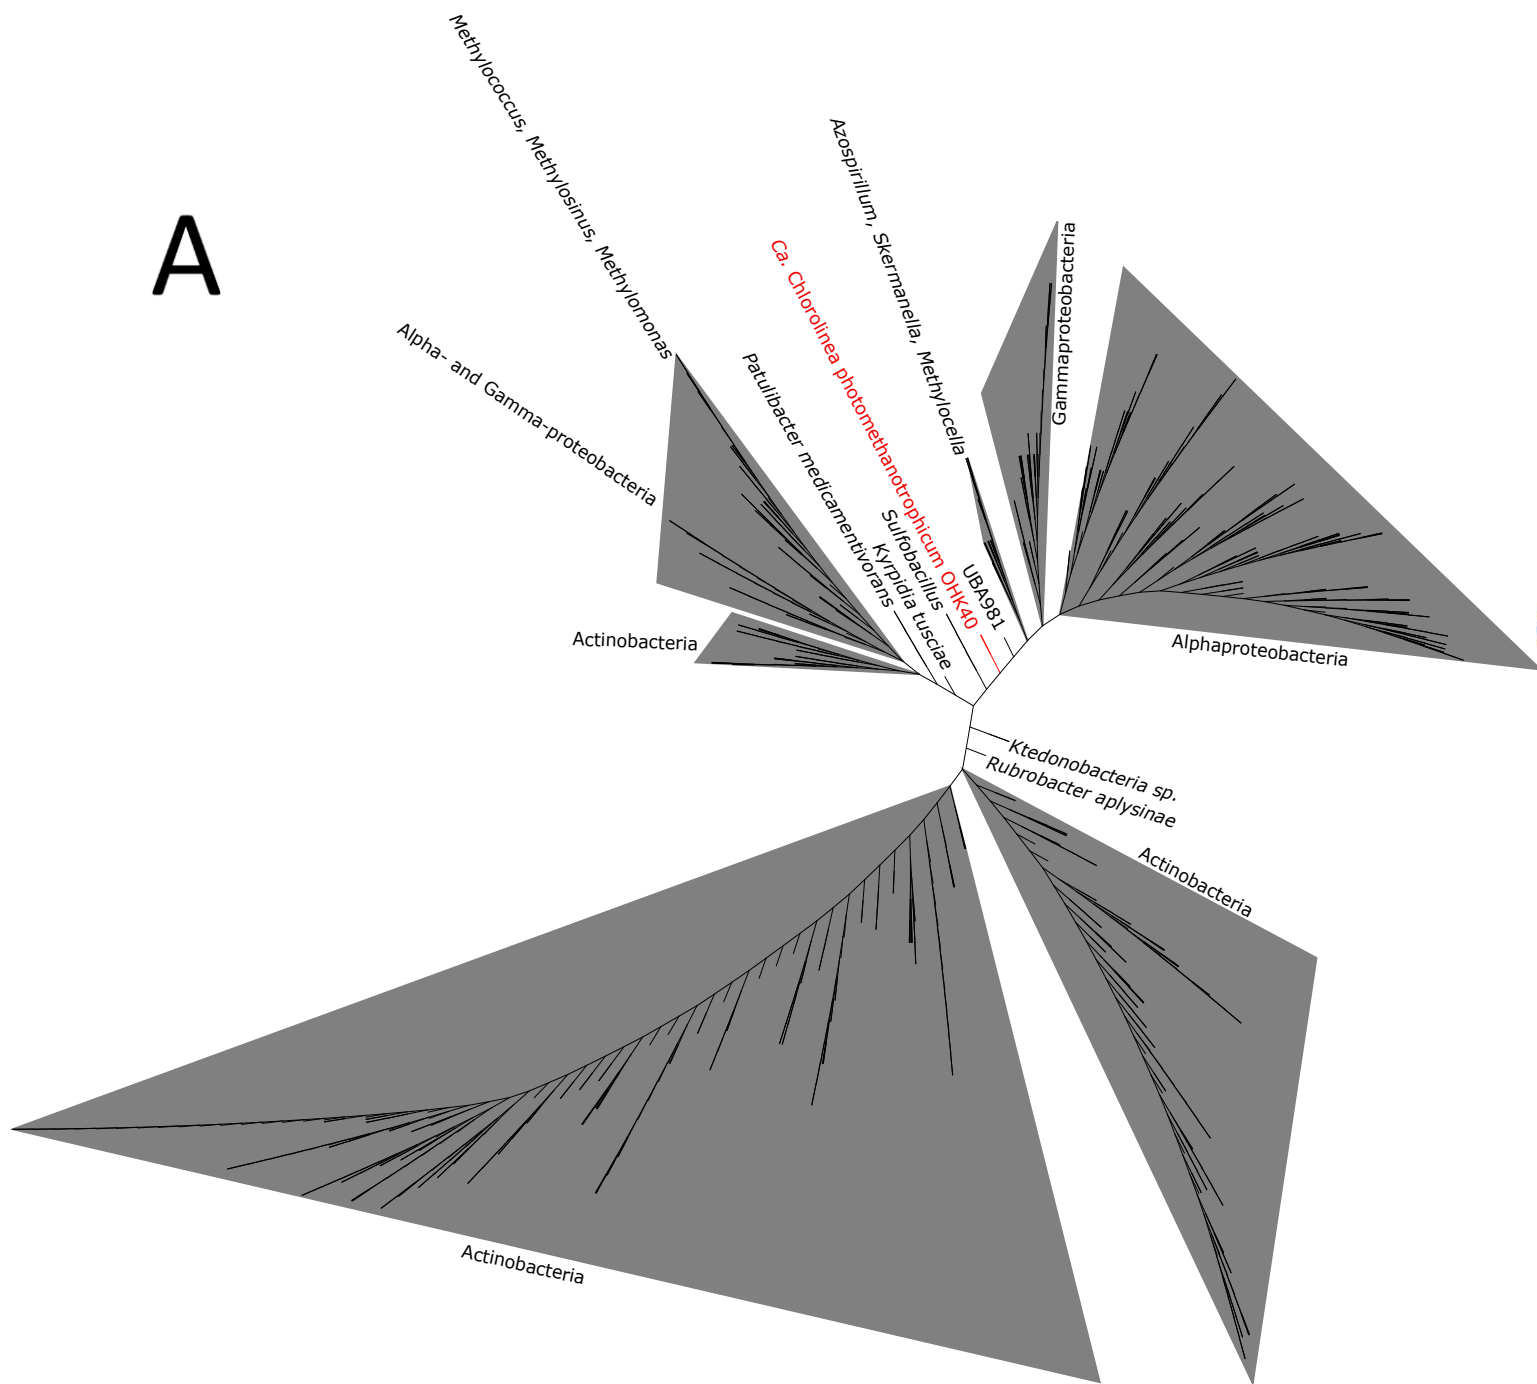 A
Methylococcus, Methylosinus, Methylomonas
Alpha- and Gamma-proteobacteria
Actinobacteria
Patulibacter medicamentivorans
Kyrpidia tusciae
Sulfobacillus
Ca. Chlorolinea photomethanotrophicum OHK40
UBA981
Azospirillum, Skermanella, Methylocella
Gammaproteobacteria
Alphaproteobacteria
Ktedonobacteria sp.
Rubrobacter aplysinae
Actinobacteria
Actinobacteria